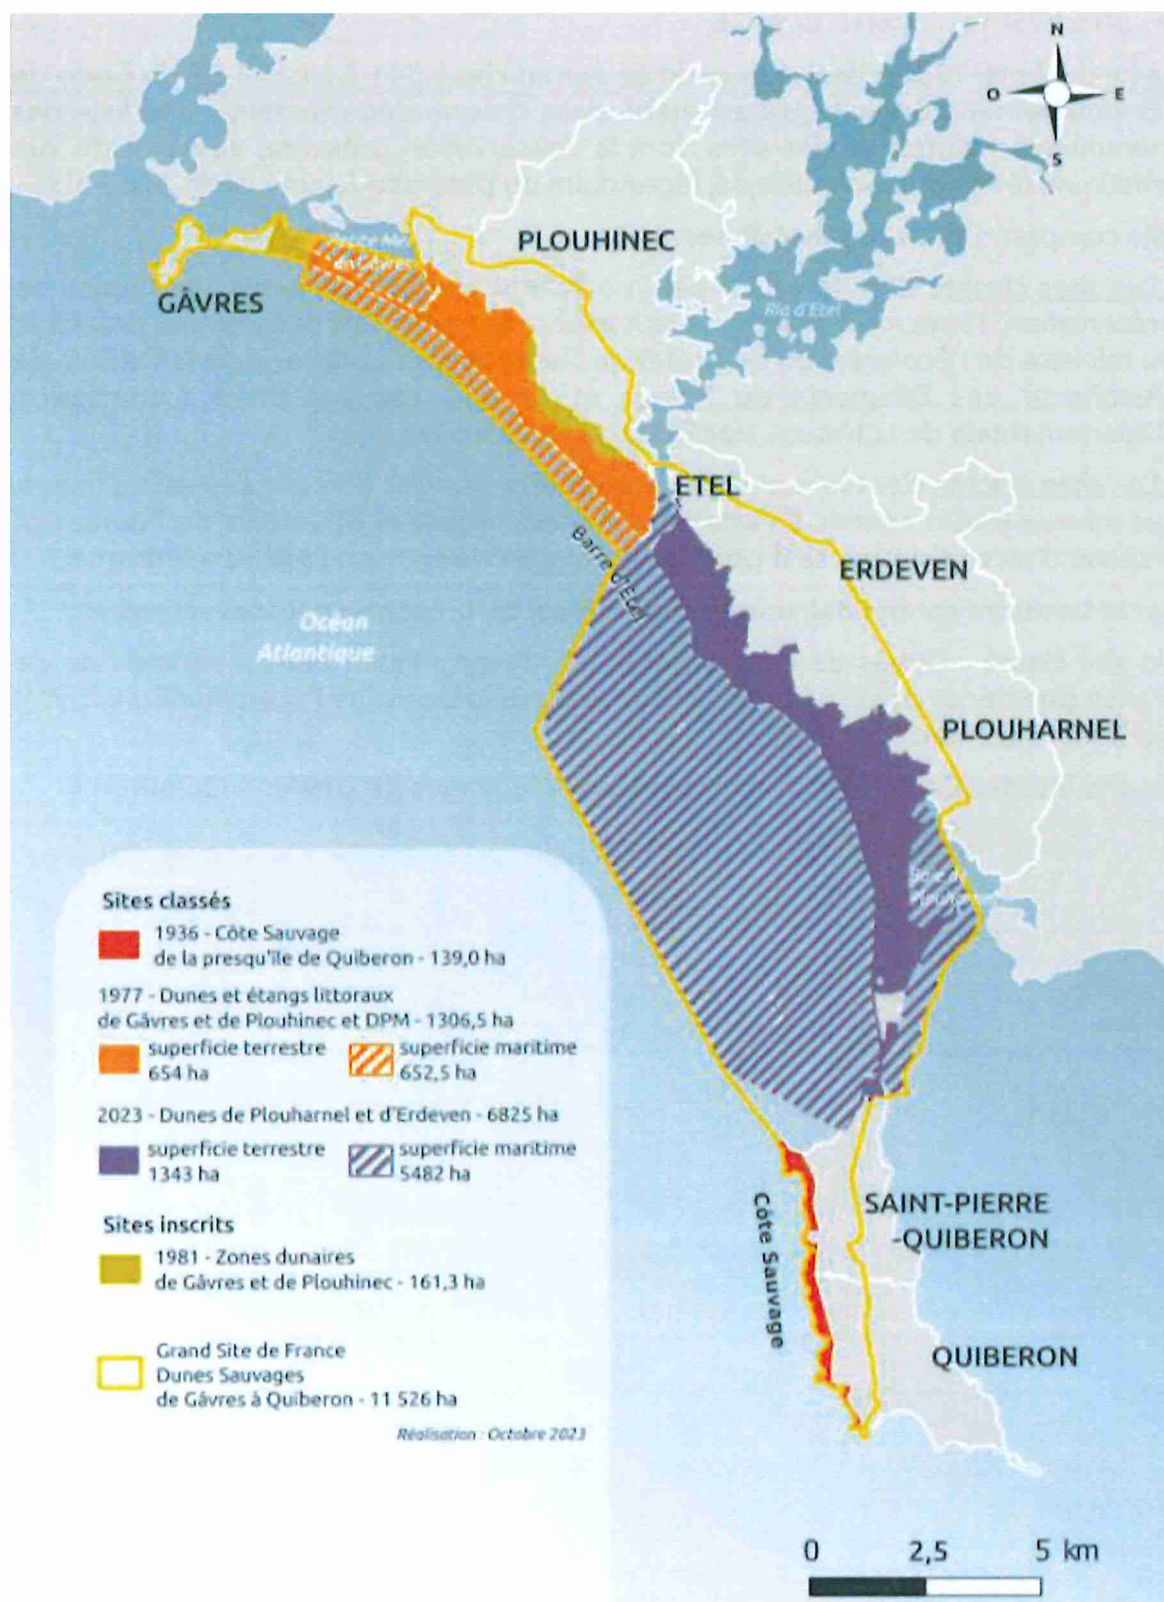 N
O
E
S
PLOUHINEC
GÂVRES
Ria d'Etel
ETEL
Barre d'Etel
ERDEVEN
Océan
Atlantique
PLOUHARNEL
Sites classés
1936 - Côte Sauvage
de la presqu'île de Quiberon - 139,0 ha
1977 - Dunes et étangs littoraux
de Gâvres et de Plouhinec et DPM - 1306,5 ha
superficie terrestre
654 ha
superficie maritime
652,5 ha
2023 - Dunes de Plouharnel et d'Erdeven - 6825 ha
superficie terrestre
1343 ha
superficie maritime
5482 ha
Sites inscrits
1981 - Zones dunaires
de Gâvres et de Plouhinec - 161,3 ha
Grand Site de France
Dunes Sauvages
de Gâvres à Quiberon - 11 526 ha
Réalisation : Octobre 2023
Côte Sauvage
SAINT-PIERRE
-QUIBERON
QUIBERON
0 2,5 5 km